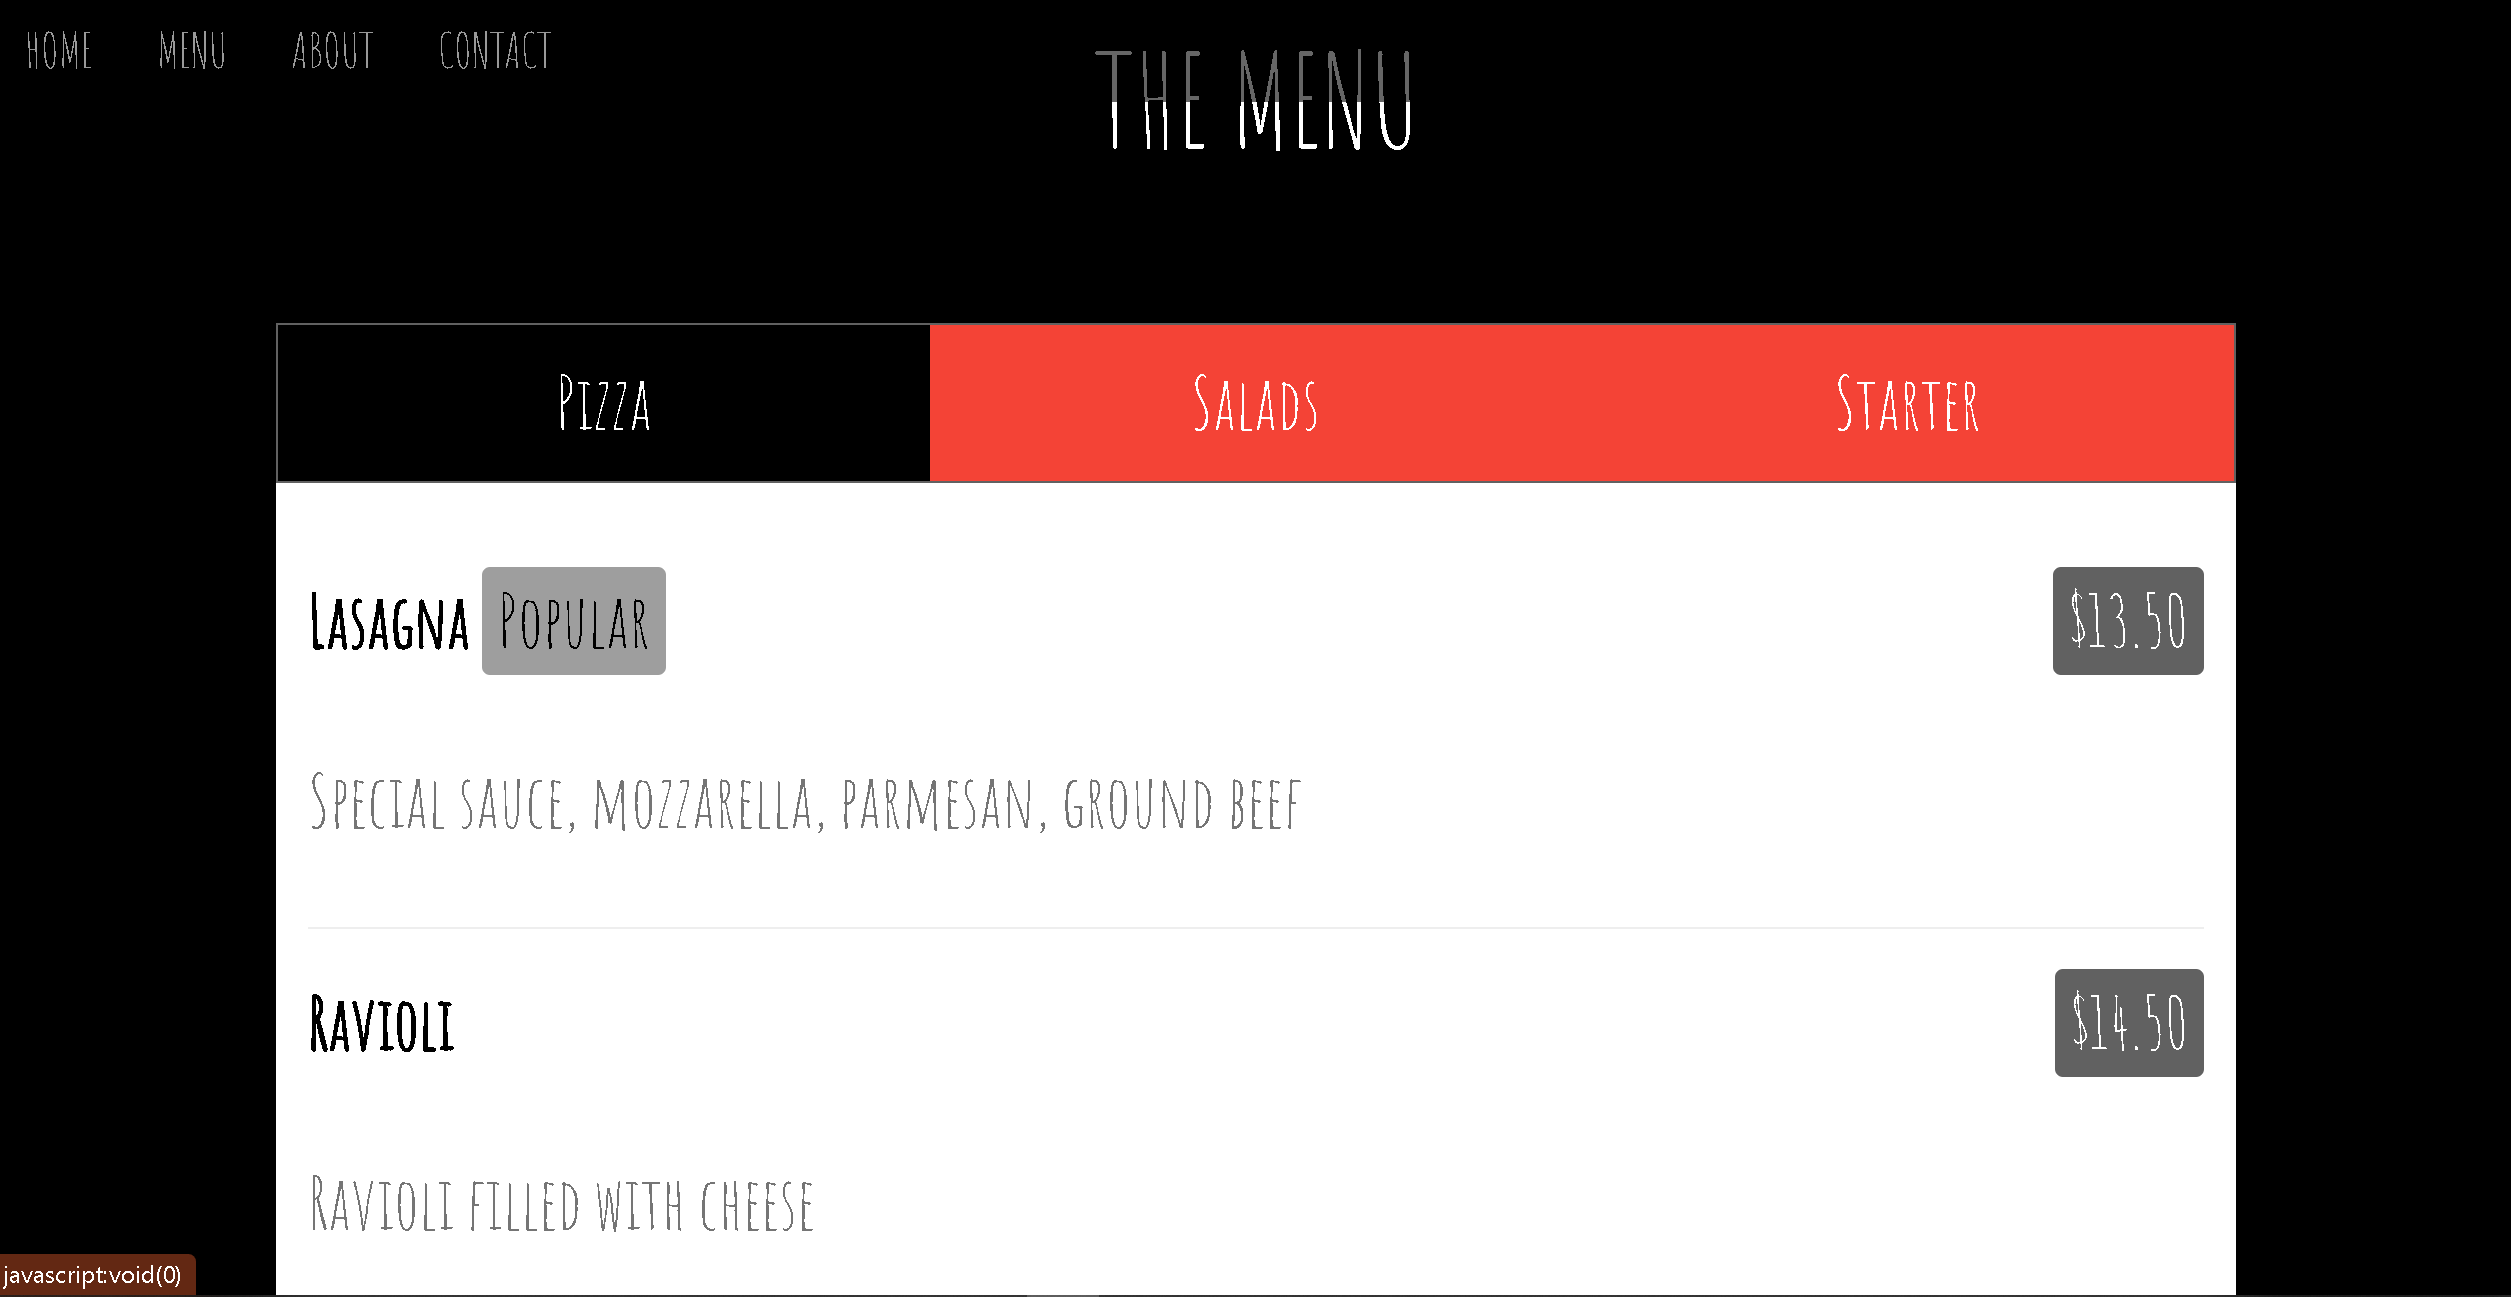 HOME MENU ABOUT CONTACT
THE MENU
Pizza Salads Starter
Lasagna Popular $13.50
Special sauce, mozzarella, parmesan, ground beef
Ravioli $14.50
Ravioli filled with cheese
javascript:void(0)